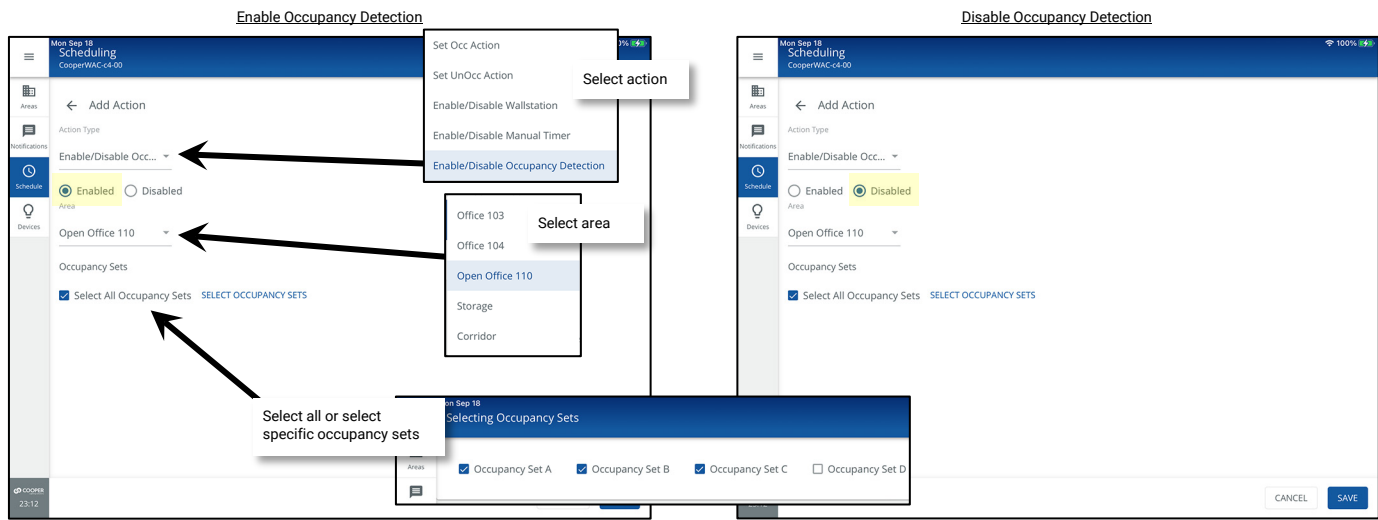 Enable Occupancy Detection
Mon Sep 18
Scheduling
CooperWAC-c4-00
0%
Areas
Notifications
Schedule
Devices
Add Action
Action Type
Enable/Disable Occ...
Enabled
Disabled
Area
Open Office 110
Occupancy Sets
Select All Occupancy Sets
SELECT OCCUPANCY SETS
COOPER
23:12
Set Occ Action
Set UnOcc Action
Enable/Disable Wallstation
Enable/Disable Manual Timer
Enable/Disable Occupancy Detection
Select action
Office 103
Office 104
Open Office 110
Storage
Corridor
Select area
Select all or select
specific occupancy sets
on Sep 18
Selecting Occupancy Sets
Areas
Occupancy Set A
Occupancy Set B
Occupancy Set C
Occupancy Set D
Disable Occupancy Detection
Mon Sep 18
Scheduling
CooperWAC-c4-00
100%
Areas
Notifications
Schedule
Devices
Add Action
Action Type
Enable/Disable Occ...
Enabled
Disabled
Area
Open Office 110
Occupancy Sets
Select All Occupancy Sets
SELECT OCCUPANCY SETS
CANCEL
SAVE